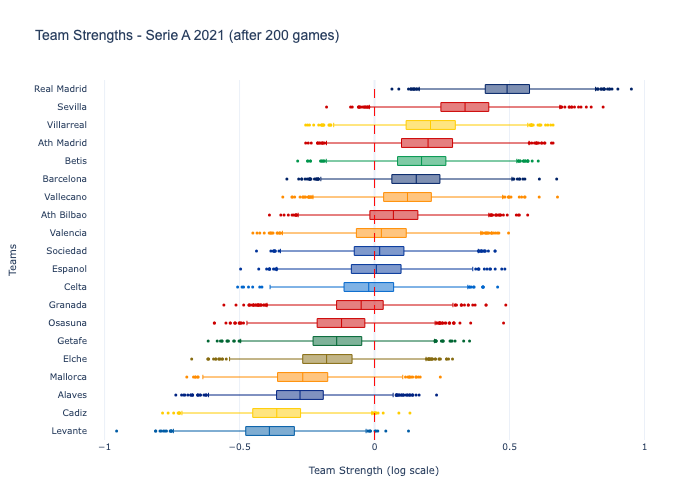 Team Strengths - Serie A 2021 (after 200 games)
Real Madrid
Sevilla
Villarreal
Ath Madrid
Betis
Barcelona
Vallecano
Ath Bilbao
Valencia
Sociedad
Espanol
Celta
Granada
Osasuna
Getafe
Elche
Mallorca
Alaves
Cadiz
Levante
Teams
−1 −0.5 0 0.5 1
Team Strength (log scale)